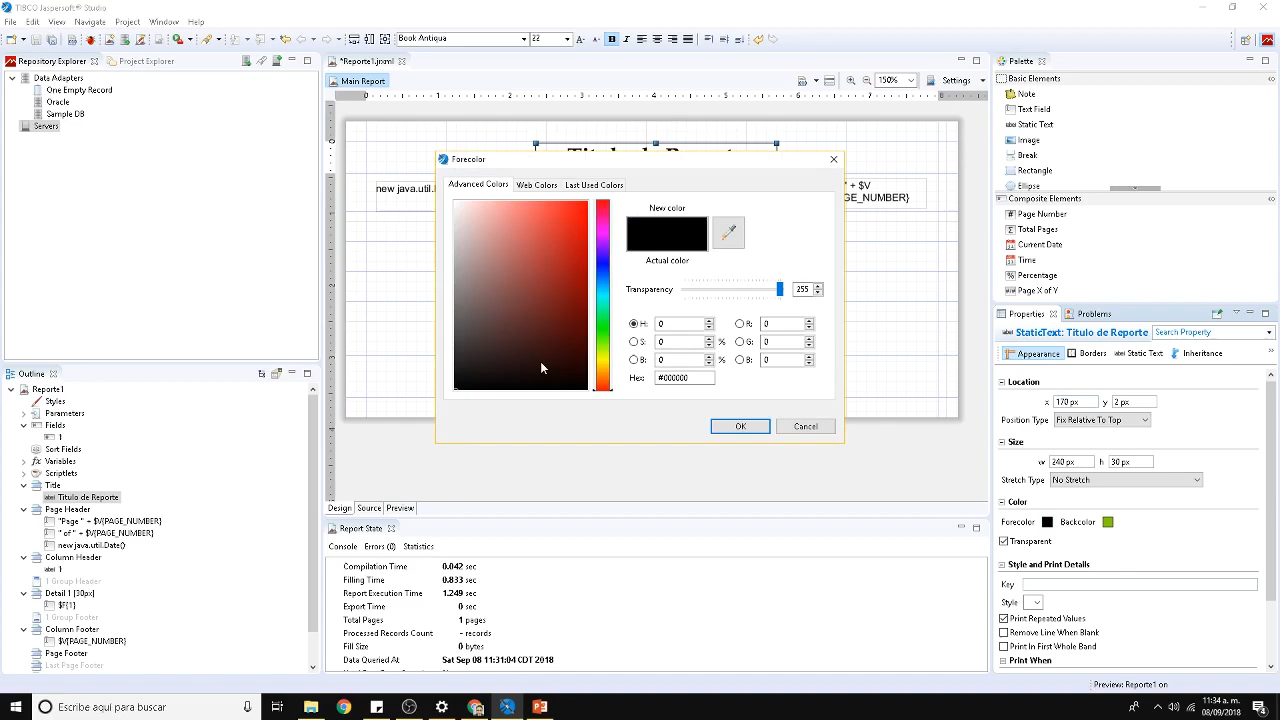 TIBCO Jaspersoft® Studio
File Edit View Navigate Project Window Help
Book Antiqua 22
Repository Explorer Project Explorer
Data Adapters
One Empty Record
Oracle
Sample DB
Servers
*Reporte1.jrxml
Main Report
150% Settings
new java.util.
" + $V
GE_NUMBER}
Forecolor
Advanced Colors Web Colors Last Used Colors
New color
Actual color
Transparency 255
H: 0 R: 0
S: 0 % G: 0
B: 0 % B: 0
Hex: #000000
OK Cancel
Design Source Preview
Outline
Reporte1
Styles
Parameters
Fields
1
Sort Fields
Variables
Scriptlets
Title
Titulo de Reporte
Page Header
"Page " + $V{PAGE_NUMBER}
" of " + $V{PAGE_NUMBER}
new java.util.Date()
Column Header
1
1 Group Header
Detail 1 [30px]
$F{1}
1 Group Footer
Column Footer
$V{PAGE_NUMBER}
Page Footer
Last Page Footer
Report State
Console Errors (0) Statistics
Compilation Time 0.042 sec
Filling Time 0.833 sec
Report Execution Time 1.249 sec
Export Time 0 sec
Total Pages 1 pages
Processed Records Count - records
Fill Size 0 bytes
Data Queried At Sat Sep 08 11:31:04 CDT 2018
Palette
Basic Elements
Note
Text Field
Static Text
Image
Break
Rectangle
Ellipse
Composite Elements
Page Number
Total Pages
Current Date
Time
Percentage
Page X of Y
Properties Problems
StaticText: Titulo de Reporte Search Property
Appearance Borders Static Text Inheritance
Location
x 170 px y 2 px
Position Type Fix Relative To Top
Size
w 240 px h 30 px
Stretch Type No Stretch
Color
Forecolor Backcolor
Transparent
Style and Print Details
Key
Style
Print Repeated Values
Remove Line When Blank
Print In First Whole Band
Print When
Preview: Reporte1 on
Escribe aquí para buscar
11:34 a. m.
08/09/2018